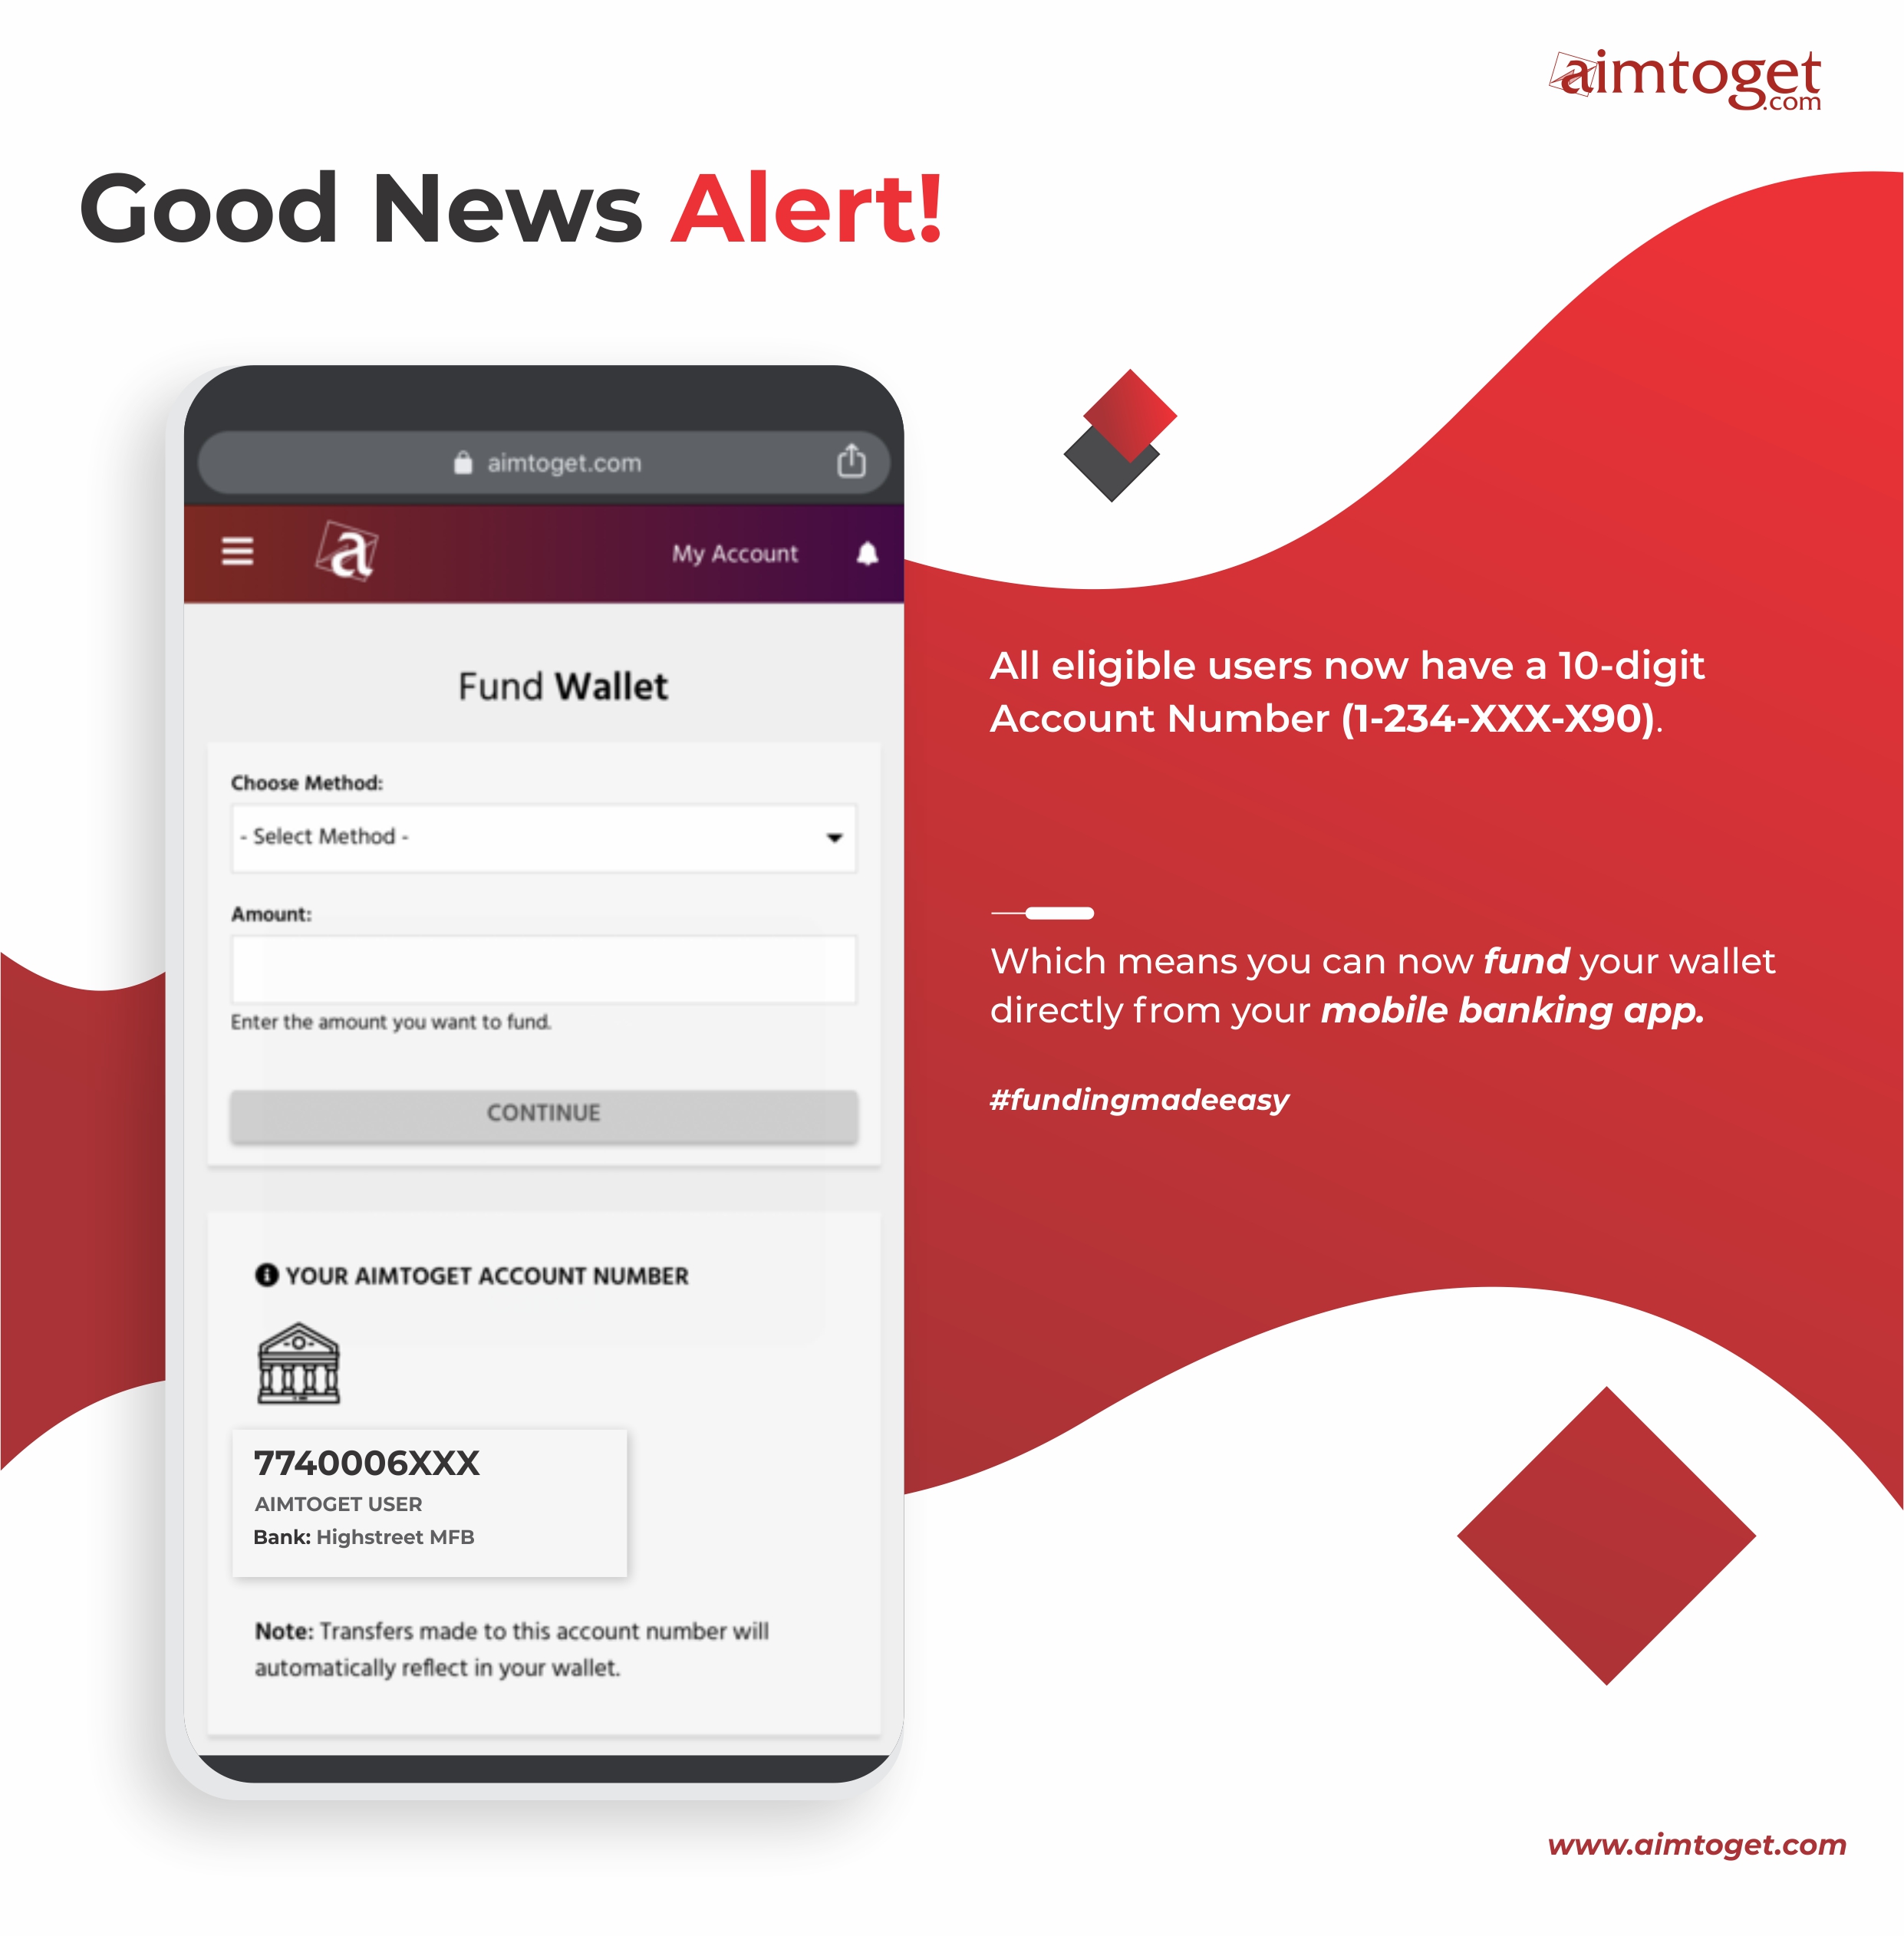 aimtoget
.com
Good News Alert!
aimtoget.com
a
My Account
Fund Wallet
Choose Method:
- Select Method -
Amount:
Enter the amount you want to fund.
CONTINUE
YOUR AIMTOGET ACCOUNT NUMBER
7740006XXX
AIMTOGET USER
Bank: Highstreet MFB
Note: Transfers made to this account number will
automatically reflect in your wallet.
All eligible users now have a 10-digit
Account Number (1-234-XXX-X90).
Which means you can now fund your wallet
directly from your mobile banking app.
#fundingmadeeasy
www.aimtoget.com